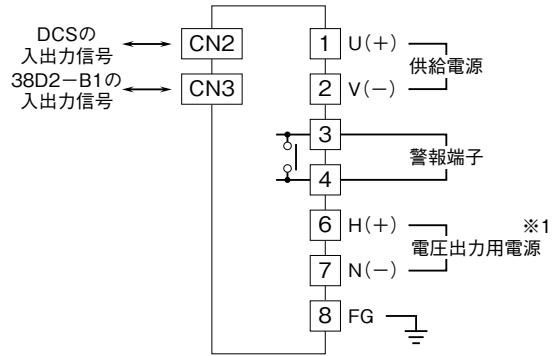 DCSの
入出力信号
CN2
38D2－B1の
入出力信号
CN3
1 U(＋)
供給電源
2 V(－)
3
警報端子
4
6 H(＋)
※1
電圧出力用電源
7 N(－)
8 FG